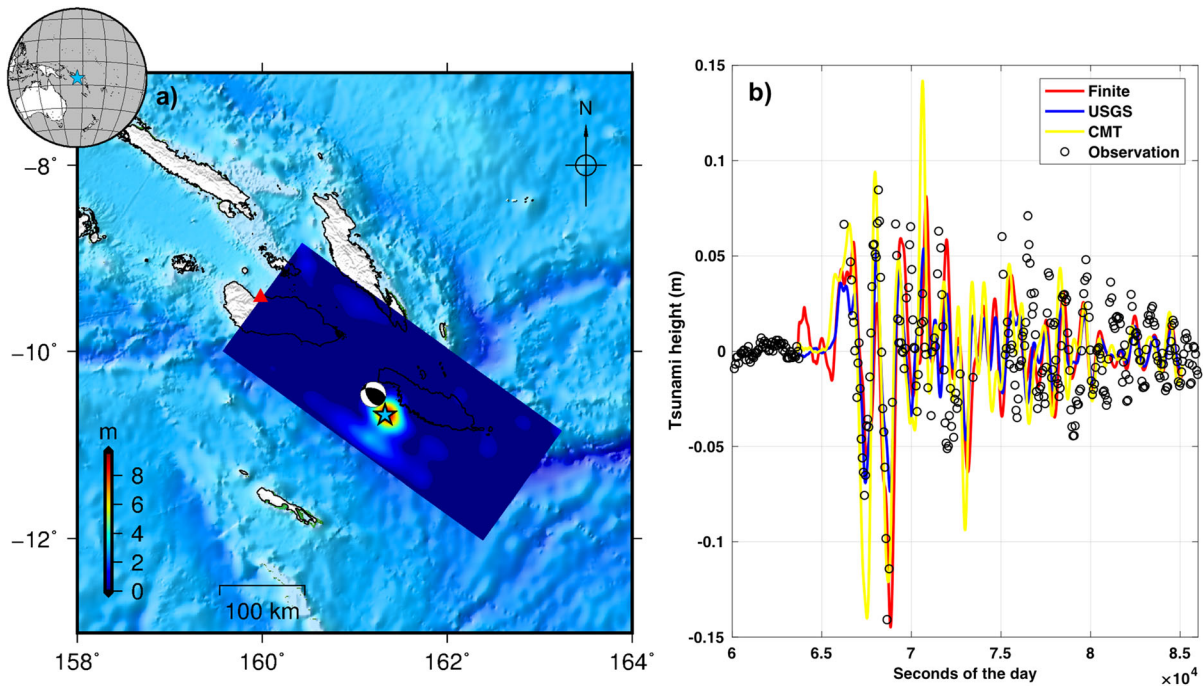 a)
N
−8
−10
−12
m
8
6
4
2
0
100 km
158
160
162
164
b)
Finite
USGS
CMT
Observation
Tsunami height (m)
0.15
0.1
0.05
0
-0.05
-0.1
-0.15
6
6.5
7
7.5
8
8.5
×10⁴
Seconds of the day